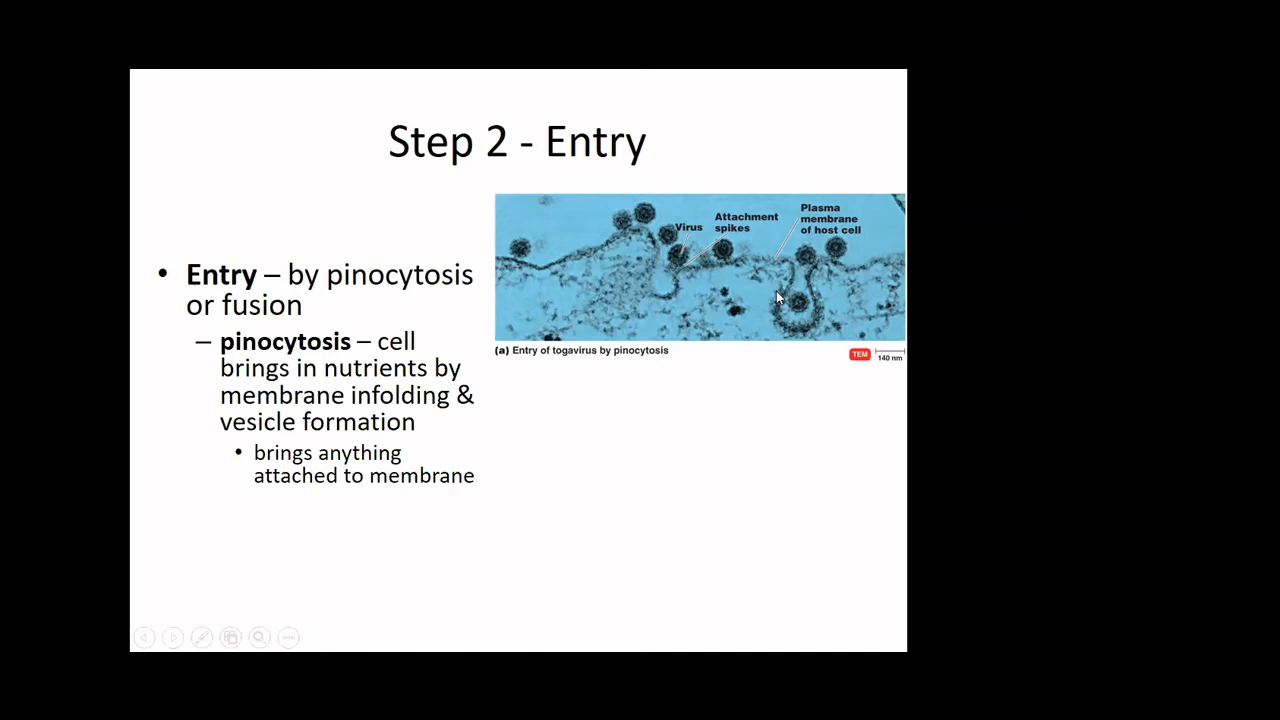 Step 2 - Entry
• Entry – by pinocytosis
or fusion
– pinocytosis – cell
brings in nutrients by
membrane infolding &
vesicle formation
• brings anything
attached to membrane
Virus
Attachment
spikes
Plasma
membrane
of host cell
(a) Entry of togavirus by pinocytosis
TEM
140 nm